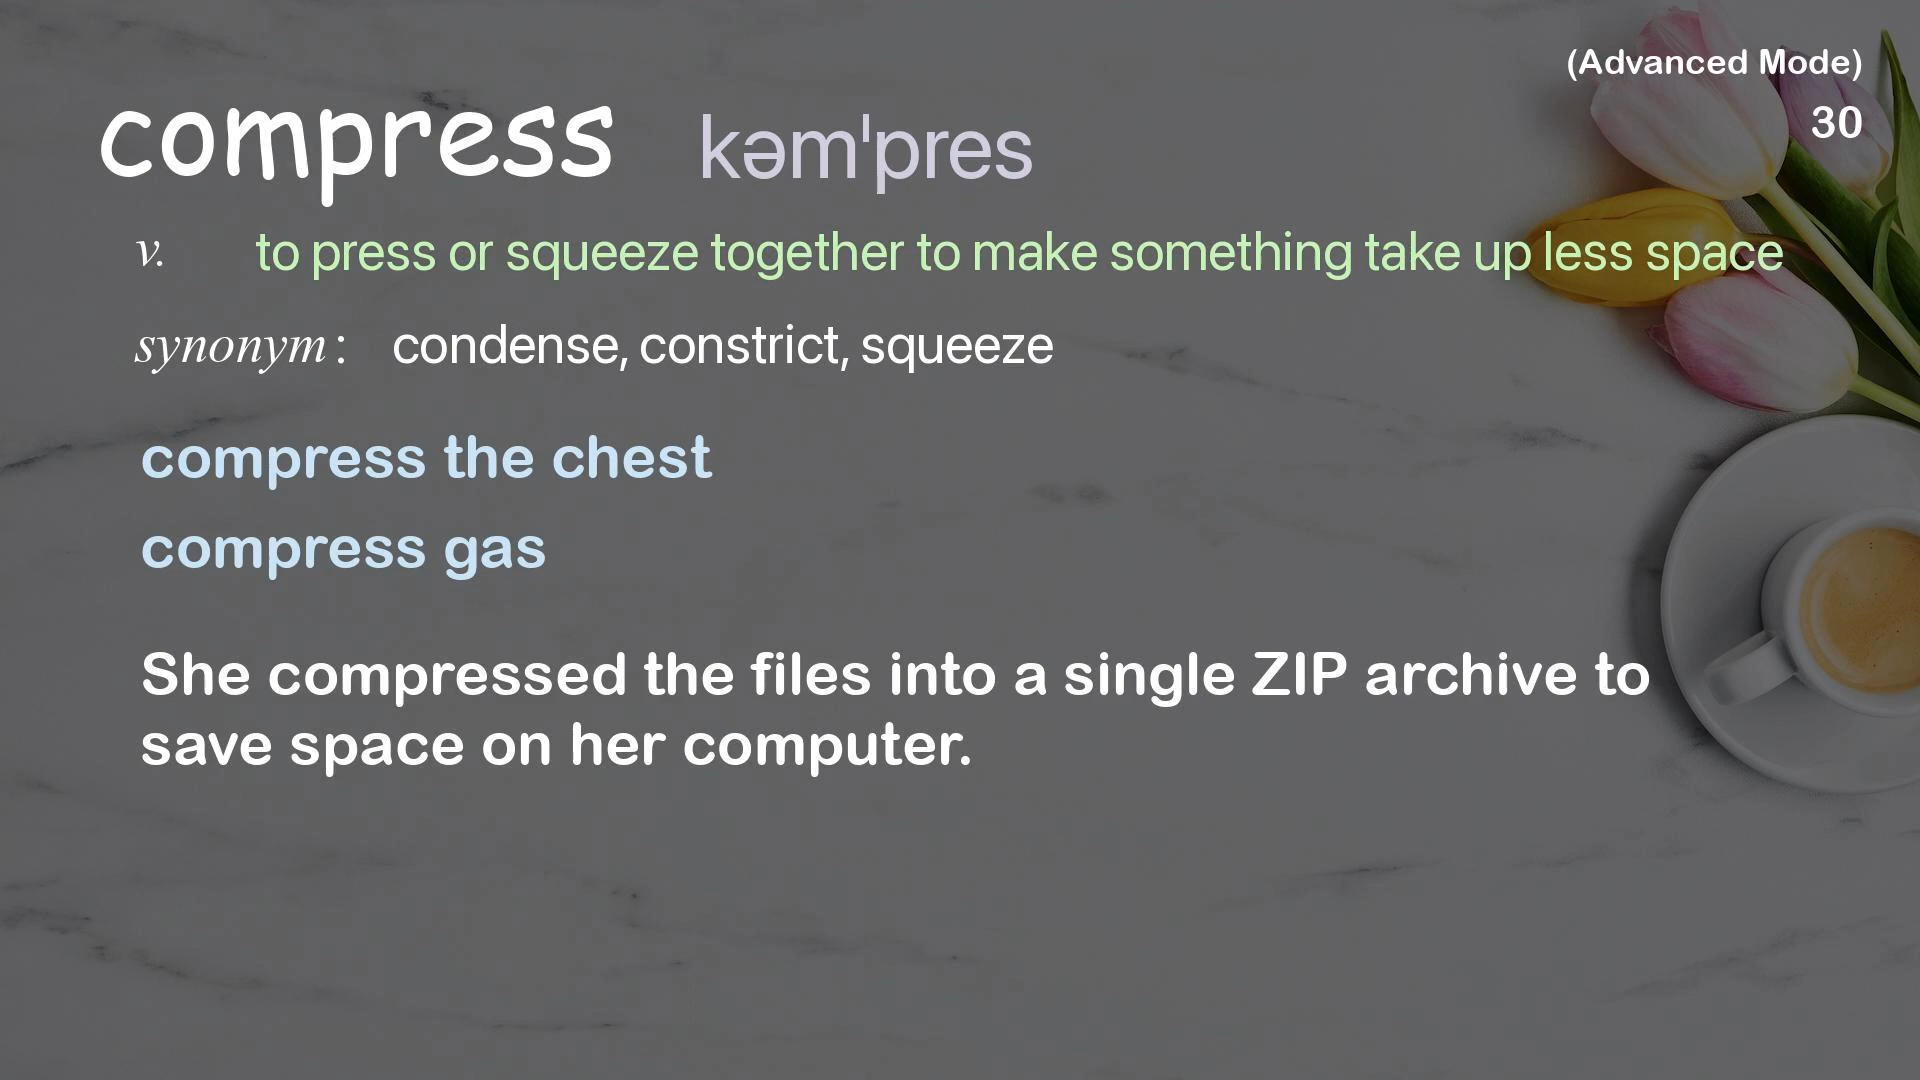 (Advanced Mode)
30
compress kəm'pres
v. to press or squeeze together to make something take up less space
synonym : condense, constrict, squeeze
compress the chest
compress gas
She compressed the files into a single ZIP archive to
save space on her computer.